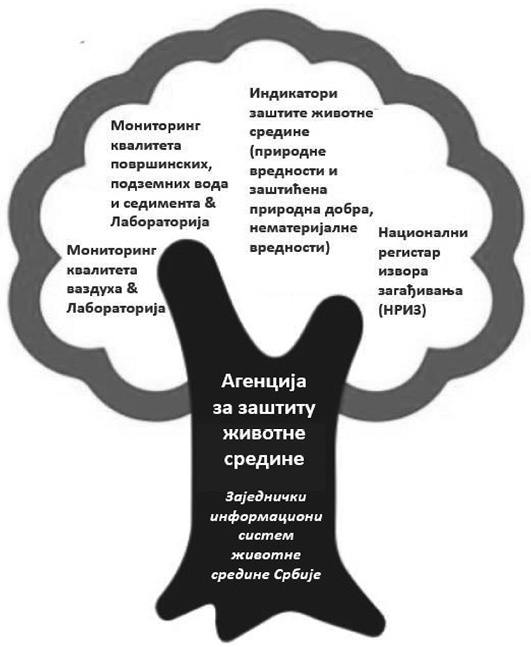 Индикатори
заштите животне
средине
(природне
вредности и
заштићена
природна добра,
нематеријалне
вредности)
Мониторинг
квалитета
површинских,
подземних вода
и седимента &
Лабораторија
Мониторинг
квалитета
ваздуха &
Лабораторија
Национални
регистар
извора
загађивања
(НРИЗ)
Агенција
за заштиту
животне
средине
Заједнички
информациони
систем
животне
средине Србије